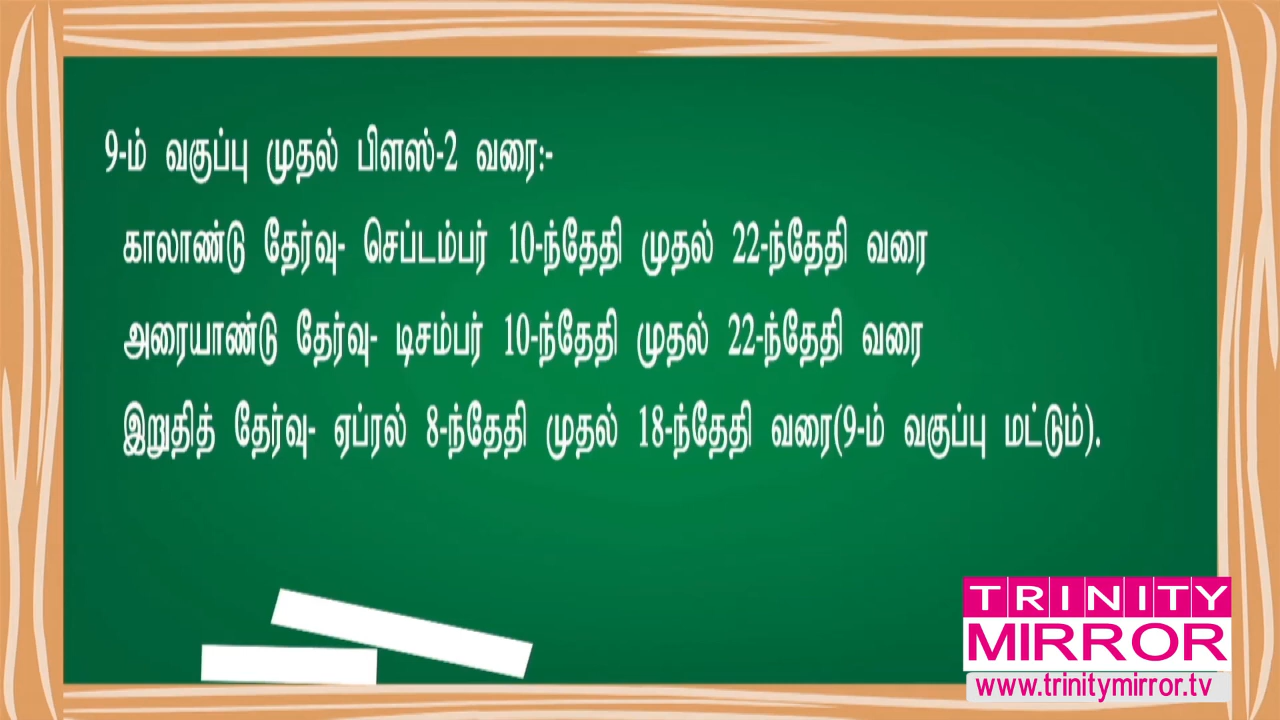 9-ம் வகுப்பு முதல் பிளஸ்-2 வரை:-
காலாண்டு தேர்வு- செப்டம்பர் 10-ந்தேதி முதல் 22-ந்தேதி வரை
அரையாண்டு தேர்வு- டிசம்பர் 10-ந்தேதி முதல் 22-ந்தேதி வரை
இறுதித் தேர்வு- ஏப்ரல் 8-ந்தேதி முதல் 18-ந்தேதி வரை(9-ம் வகுப்பு மட்டும்).
TRINITY
MIRROR
www.trinitymirror.tv